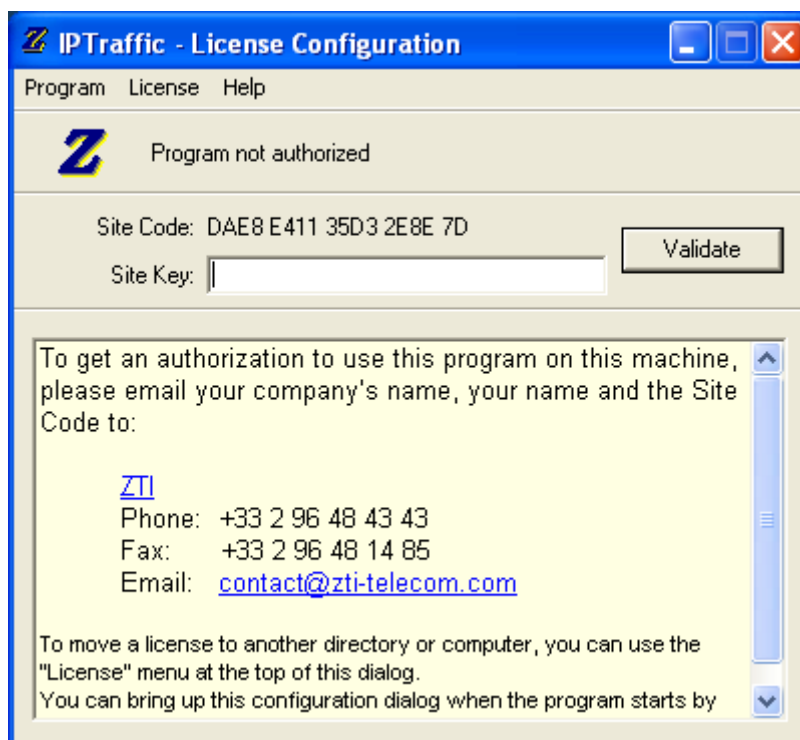 IPTraffic - License Configuration
Program License Help
Program not authorized
Site Code: DAE8 E411 35D3 2E8E 7D
Validate
Site Key:
To get an authorization to use this program on this machine,
please email your company's name, your name and the Site
Code to:
ZTI
Phone: +33 2 96 48 43 43
Fax: +33 2 96 48 14 85
Email: contact@zti-telecom.com
To move a license to another directory or computer, you can use the
"License" menu at the top of this dialog.
You can bring up this configuration dialog when the program starts by